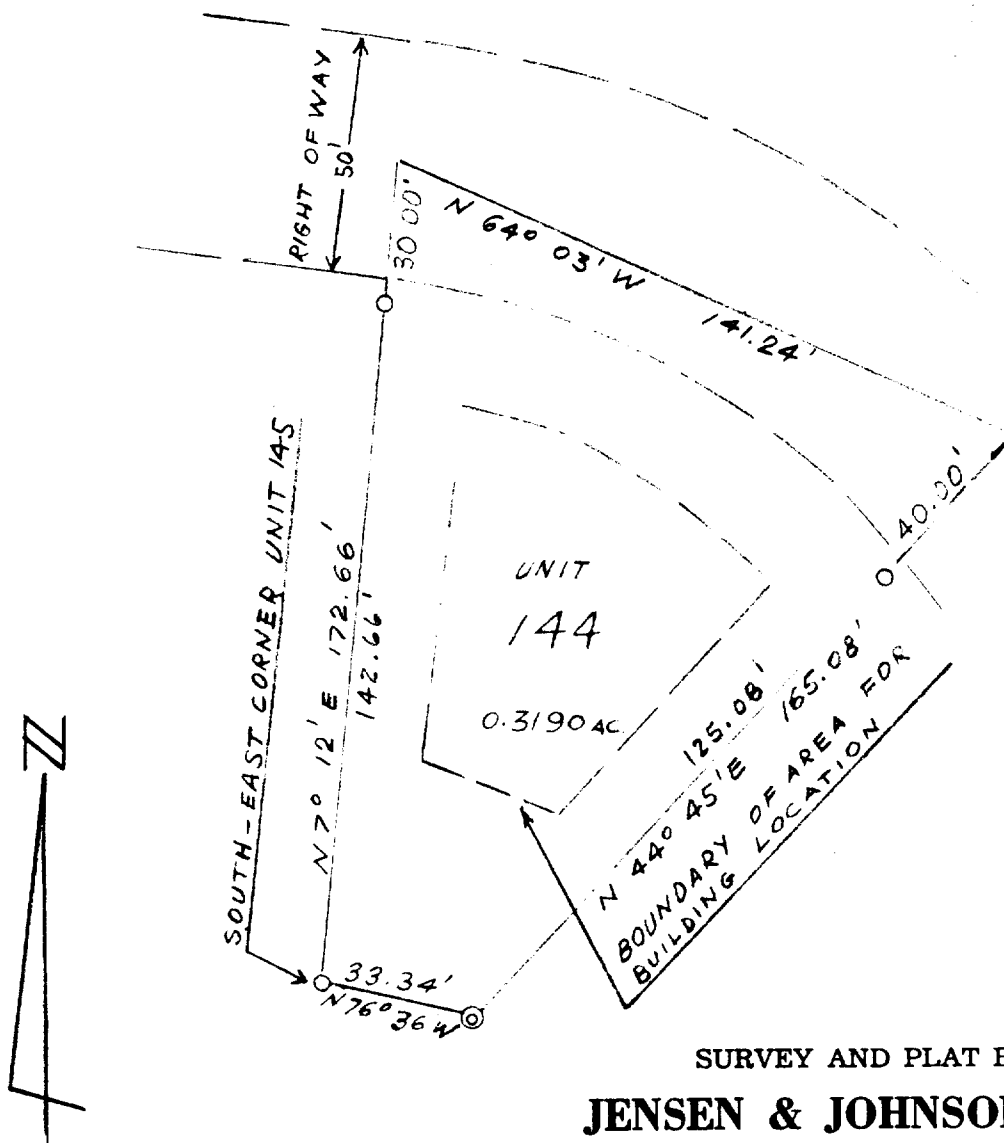 RIGHT OF WAY
50'
30 00'
N 64° 03' W 141.24'
40.00'
SOUTH-EAST CORNER UNIT 145
N 7° 12' E 172.66'
142.66'
UNIT
144
0.3190 AC.
125.08'
N 44° 45' E 165.08'
BOUNDARY OF AREA FOR
BUILDING LOCATION
33.34'
N 76° 36 W
N
SURVEY AND PLAT
JENSEN & JOHNSO